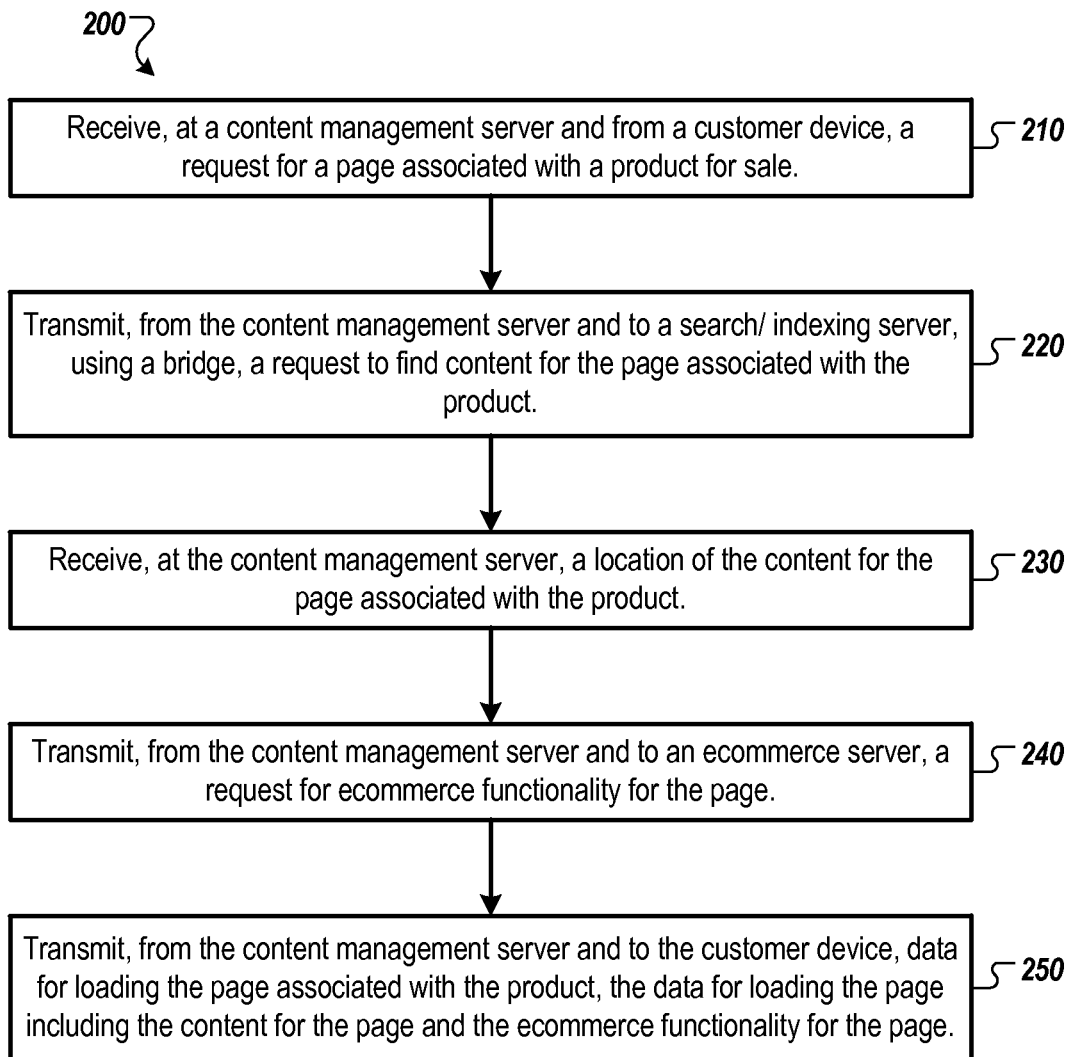 200
Receive, at a content management server and from a customer device, a
request for a page associated with a product for sale.
210
Transmit, from the content management server and to a search/ indexing server,
using a bridge, a request to find content for the page associated with the
product.
220
Receive, at the content management server, a location of the content for the
page associated with the product.
230
Transmit, from the content management server and to an ecommerce server, a
request for ecommerce functionality for the page.
240
Transmit, from the content management server and to the customer device, data
for loading the page associated with the product, the data for loading the page
including the content for the page and the ecommerce functionality for the page.
250